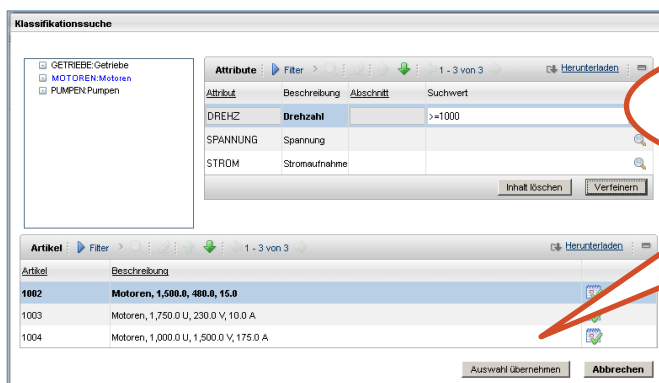 Klassifikationssuche
GETRIEBE:Getriebe
MOTOREN:Motoren
PUMPEN:Pumpen
Attribute Filter 1 - 3 von 3 Herunterladen
Attribut Beschreibung Abschnitt Suchwert
DREHZ Drehzahl >=1000
SPANNUNG Spannung
STROM Stromaufnahme
Inhalt löschen Verfeinern
Artikel Filter 1 - 3 von 3 Herunterladen
Artikel Beschreibung
1002 Motoren, 1,500.0, 480.0, 15.0
1003 Motoren, 1,750.0 U, 230.0 V, 10.0 A
1004 Motoren, 1,000.0 U, 1,500.0 V, 175.0 A
Auswahl übernehmen Abbrechen